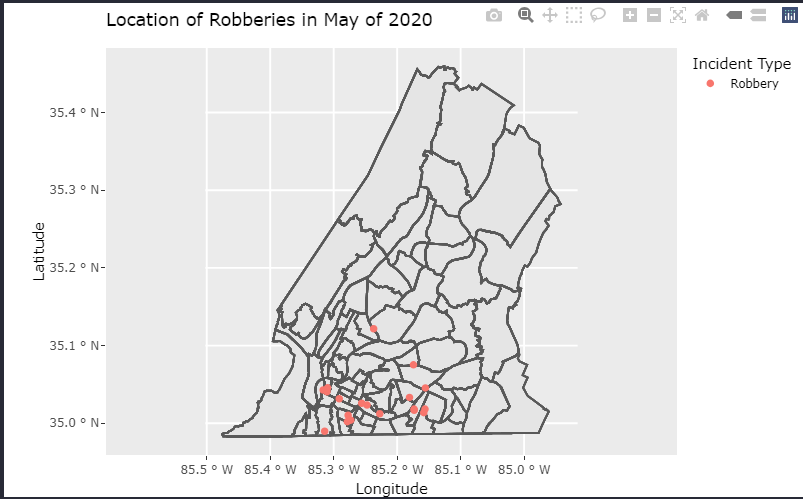 Location of Robberies in May of 2020
Incident Type
Robbery
35.4 ° N
35.3 ° N
35.2 ° N
35.1 ° N
35.0 ° N
Latitude
85.5 ° W 85.4 ° W 85.3 ° W 85.2 ° W 85.1 ° W 85.0 ° W
Longitude